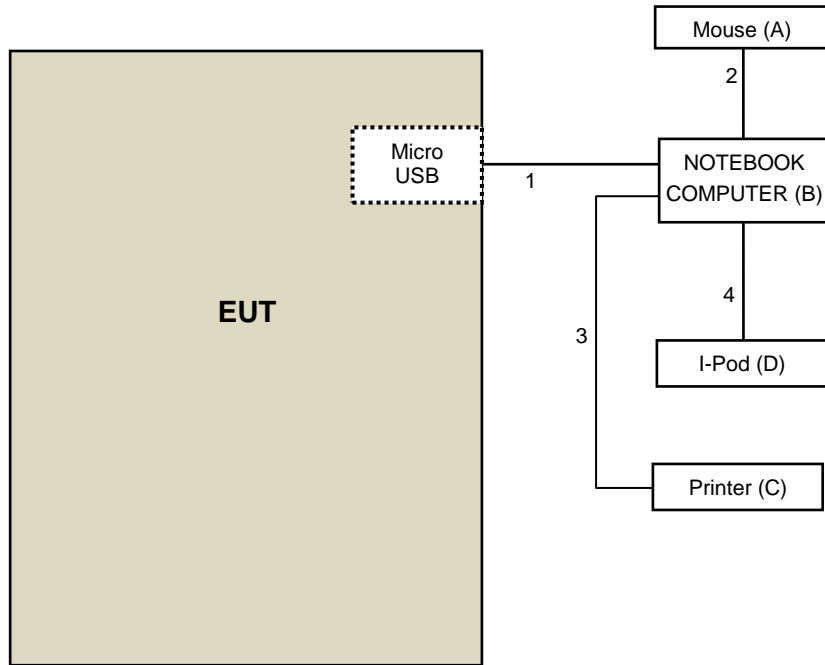 Mouse (A)
2
Micro
USB
1
NOTEBOOK
COMPUTER (B)
EUT
4
3
I-Pod (D)
Printer (C)